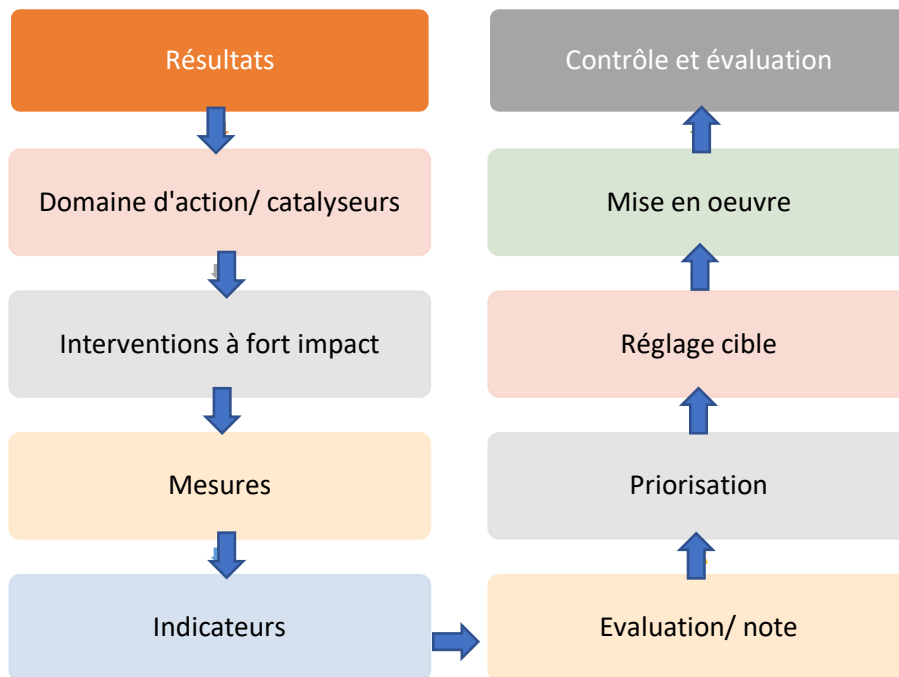 Résultats
Domaine d'action/ catalyseurs
Interventions à fort impact
Mesures
Indicateurs
Evaluation/ note
Priorisation
Réglage cible
Mise en oeuvre
Contrôle et évaluation